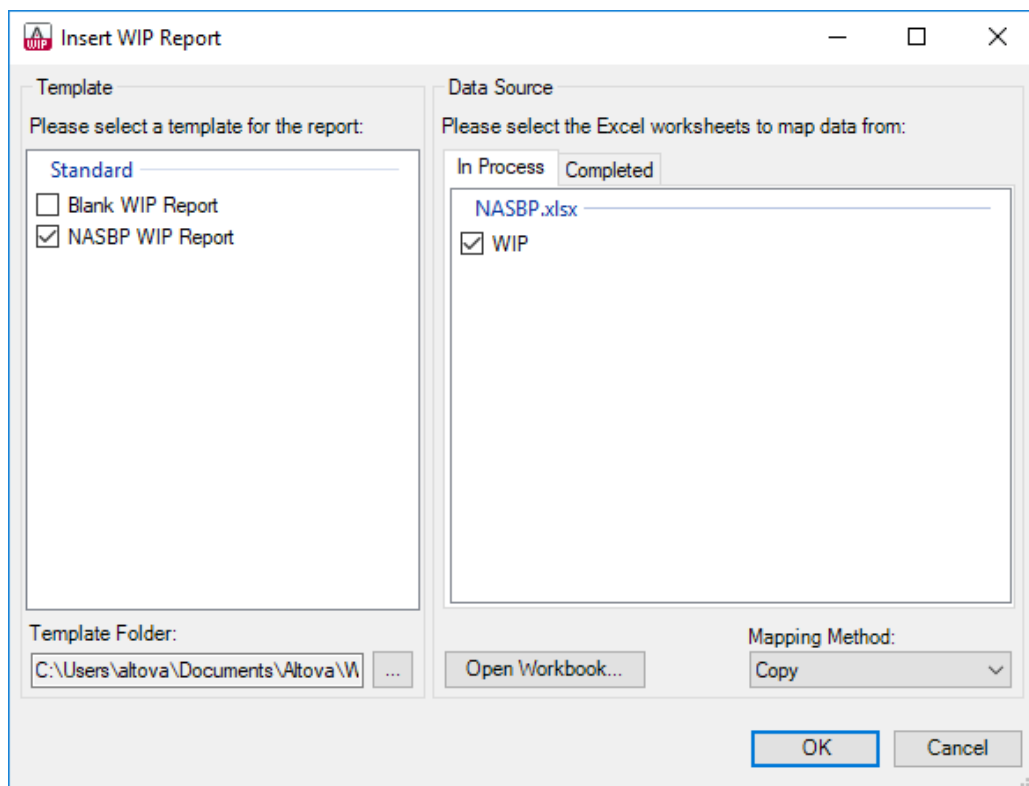 A
WIP
Insert WIP Report
Template
Please select a template for the report:
Standard
Blank WIP Report
NASBP WIP Report
Template Folder:
C:\Users\altova\Documents\Altova\W
...
Data Source
Please select the Excel worksheets to map data from:
In Process
Completed
NASBP.xlsx
WIP
Open Workbook...
Mapping Method:
Copy
OK
Cancel